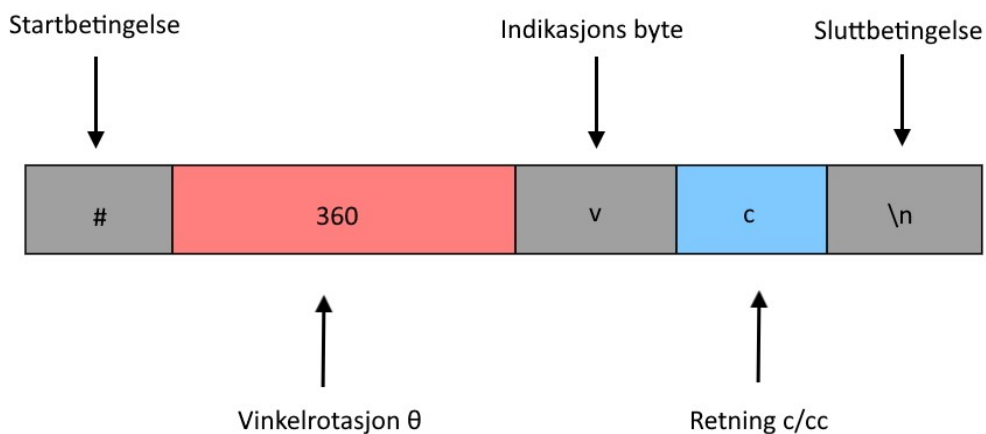 Startbetingelse
Indikasjons byte
Sluttbetingelse
# 360 v c \n
Vinkelrotasjon θ
Retning c/cc